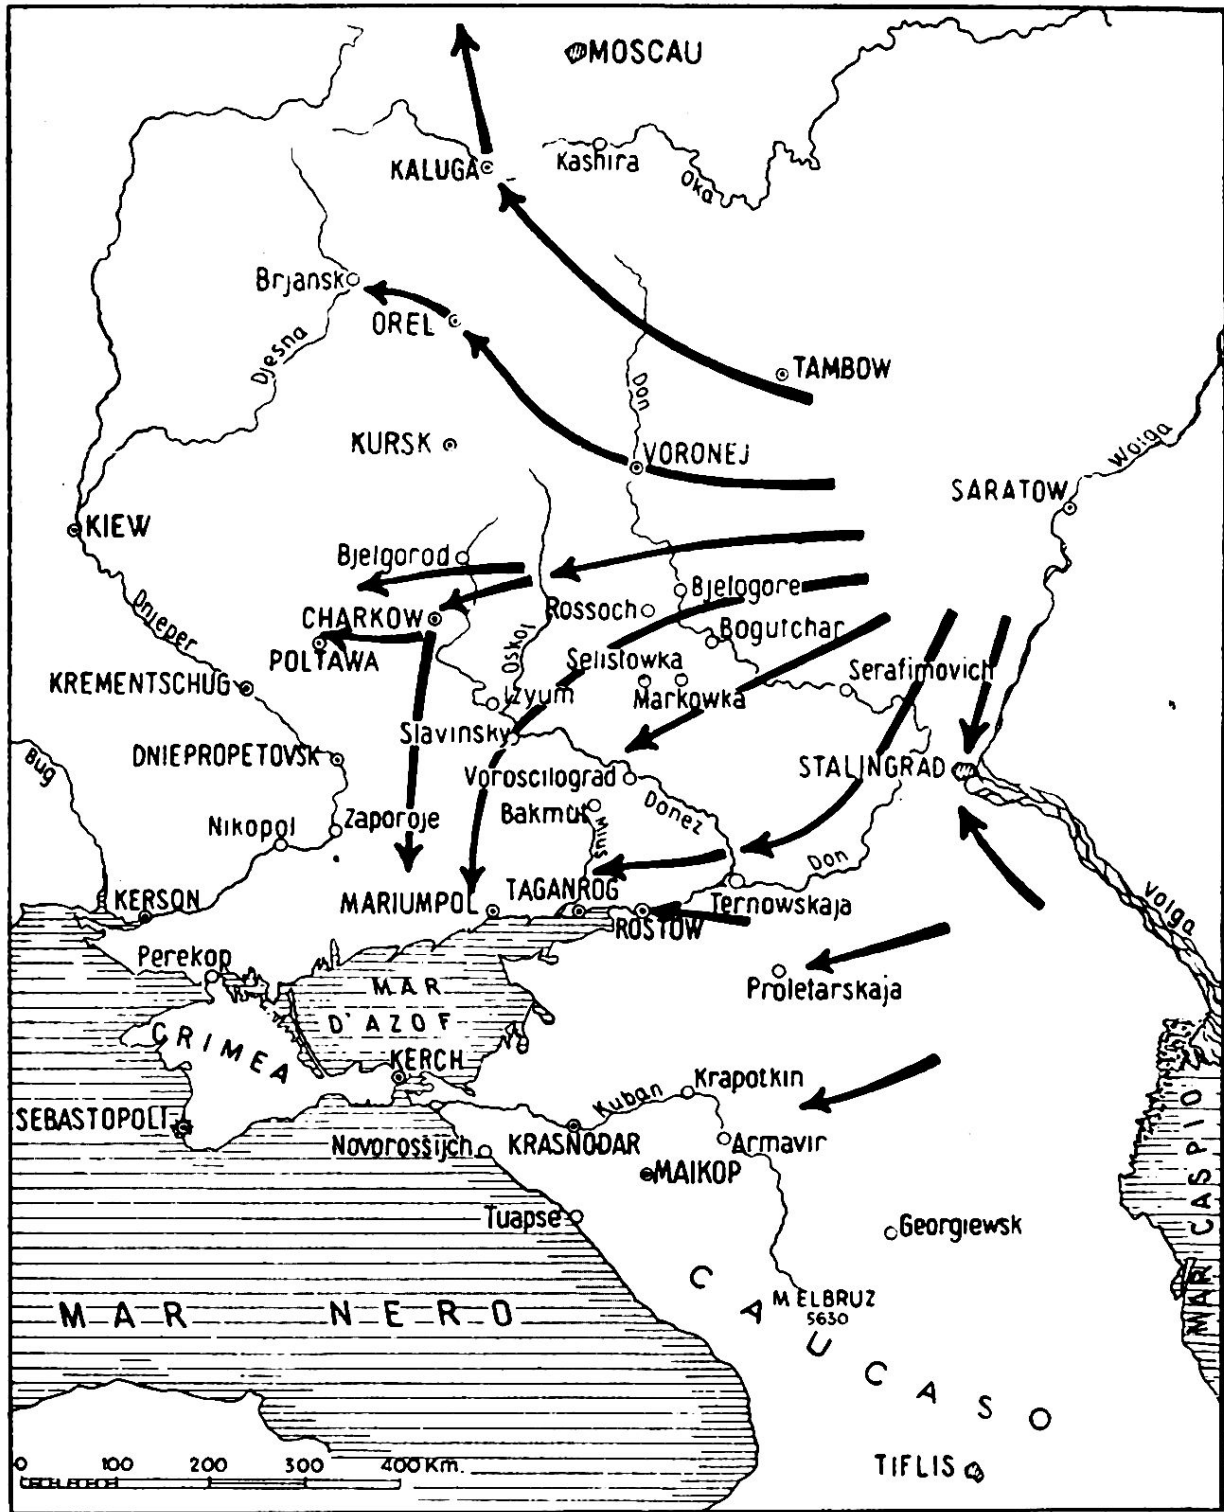 MOSCAU
KALUGA
Kashira
Oka
Brjansk
OREL
Djesna
TAMBOW
Don
KURSK
VORONEJ
Wolga
SARATOW
KIEW
Bjelgorod
Dnjeper
CHARKOW
Rossoch
Bjelogore
Bogutchar
POLTAWA
Oskol
Selistowka
Serafimovich
KREMENTSCHUG
Izyum
Markowka
Slavinsky
DNIEPROPETOVSK
Bug
Voroscilograd
STALINGRAD
Bakmut
Mius
Donez
Nikopol
Zaporoje
Don
KERSON
MARIUMPOL
TAGANROG
ROSTOW
Ternowskaja
Volga
Perekop
MAR
D'AZOF
Proletarskaja
CRIMEA
KERCH
Kuban
Krapotkin
SEBASTOPOLI
Novorossijch
KRASNODAR
Armavir
MAIKOP
Tuapse
Georgiewsk
MAR CASPIO
MAR NERO
M ELBRUZ
5630
CAUCASO
TIFLIS
0 100 200 300 400 Km.